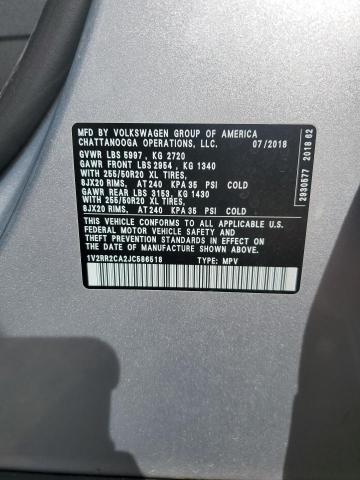 MFD. BY VOLKSWAGEN GROUP OF AMERICA
CHATTANOOGA OPERATIONS, LLC. 07/2018
GVWR LBS 5997, KG 2720
GAWR FRONT LBS 2954, KG 1340
WITH 255/50R20 XL TIRES,
8JX20 RIMS, AT 240 KPA 35 PSI COLD
GAWR REAR LBS 3153, KG 1430
WITH 255/50R20 XL TIRES,
8JX20 RIMS, AT 240 KPA 35 PSI COLD
THIS VEHICLE CONFORMS TO ALL APPLICABLE U.S.
FEDERAL MOTOR VEHICLE SAFETY AND
THEFT PREVENTION STANDARDS IN EFFECT ON
THE DATE OF MANUFACTURE SHOWN ABOVE.
1V2RR2CA2JC586518 TYPE: MPV
2930577 2018 62